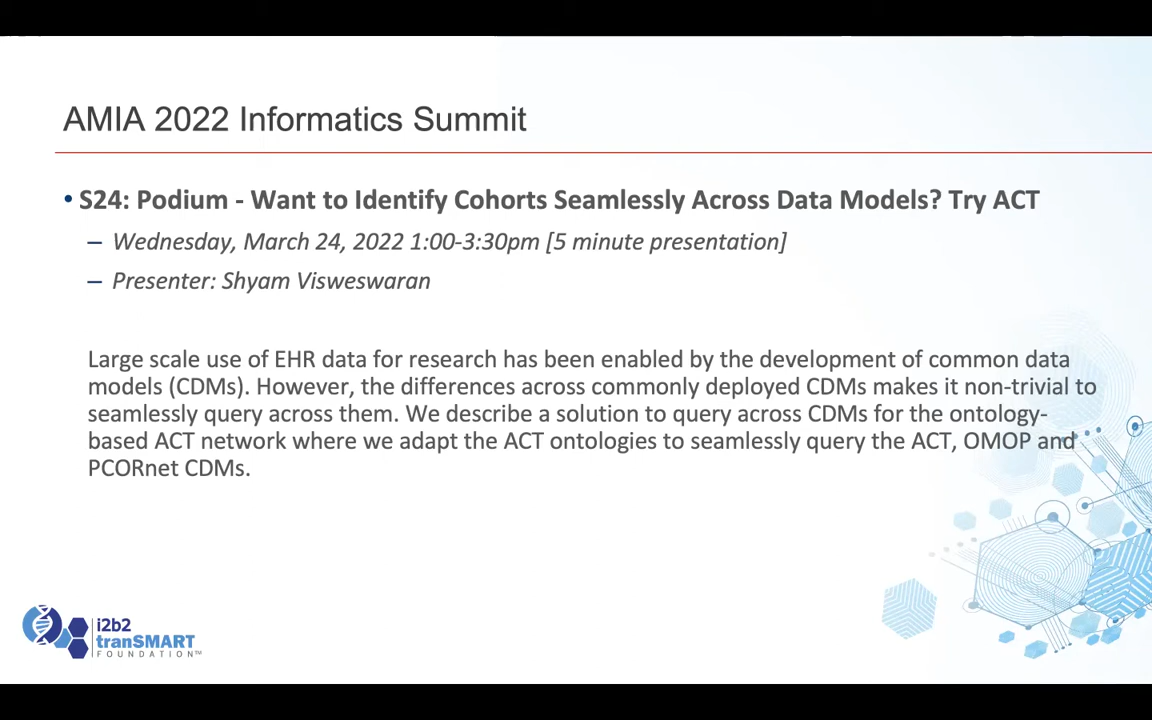 AMIA 2022 Informatics Summit
• S24: Podium - Want to Identify Cohorts Seamlessly Across Data Models? Try ACT
– Wednesday, March 24, 2022 1:00-3:30pm [5 minute presentation]
– Presenter: Shyam Visweswaran
Large scale use of EHR data for research has been enabled by the development of common data
models (CDMs). However, the differences across commonly deployed CDMs makes it non-trivial to
seamlessly query across them. We describe a solution to query across CDMs for the ontology-
based ACT network where we adapt the ACT ontologies to seamlessly query the ACT, OMOP and
PCORnet CDMs.
i2b2
tranSMART
FOUNDATION™